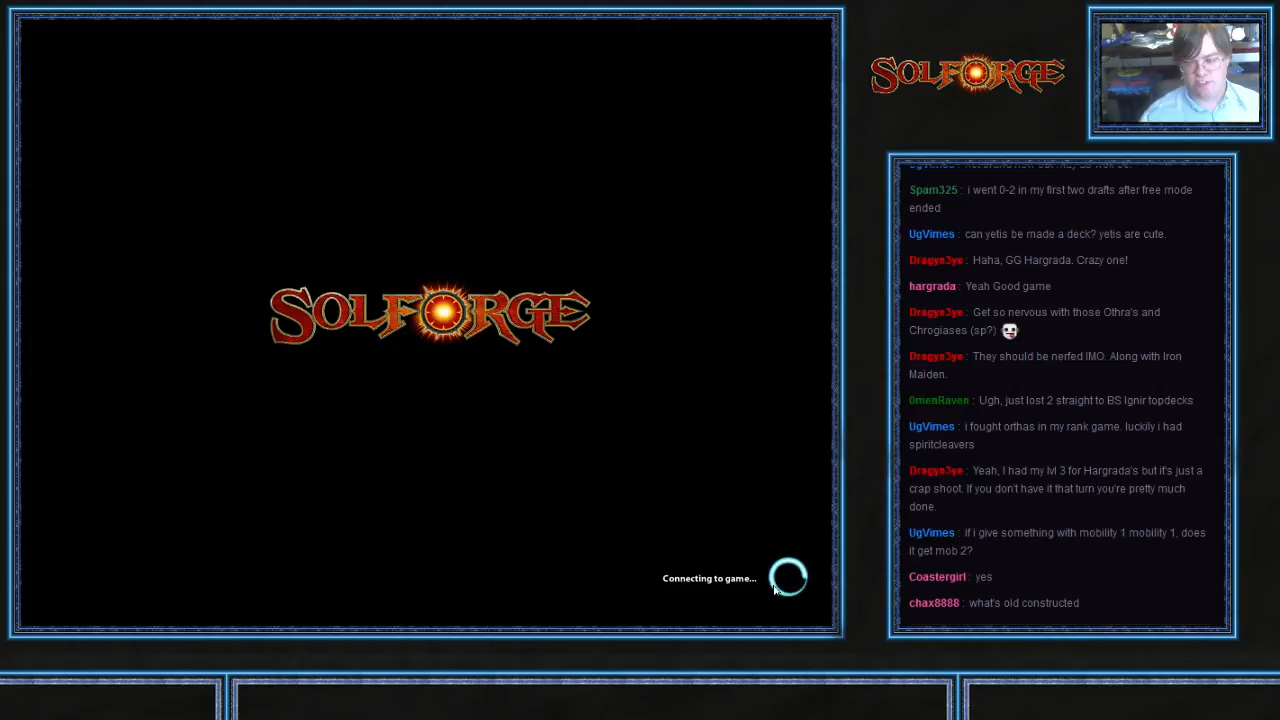 SOLFORGE
Spam325 : i went 0-2 in my first two drafts after free mode
ended
UgVimes : can yetis be made a deck? yetis are cute.
Dragyn3ye : Haha, GG Hargrada. Crazy one!
hargrada : Yeah Good game
Dragyn3ye : Get so nervous with those Othra's and
Chrogiases (sp?)
Dragyn3ye : They should be nerfed IMO. Along with Iron
Maiden.
0menRaven : Ugh, just lost 2 straight to BS Ignir topdecks
UgVimes : i fought orthas in my rank game. luckily i had
spiritcleavers
Dragyn3ye : Yeah, I had my lvl 3 for Hargrada's but it's just a
crap shoot. If you don't have it that turn you're pretty much
done.
UgVimes : if i give something with mobility 1 mobility 1, does
it get mob 2?
Coastergirl : yes
chax8888 : what's old constructed
SOLFORGE
Connecting to game...